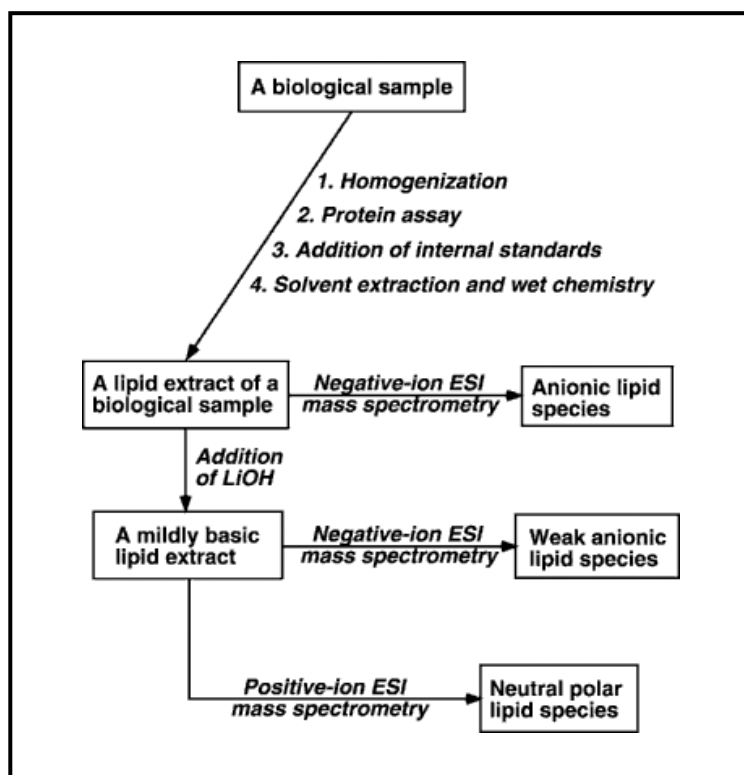 A biological sample
1. Homogenization
2. Protein assay
3. Addition of internal standards
4. Solvent extraction and wet chemistry
A lipid extract of a
biological sample
Negative-ion ESI
mass spectrometry
Anionic lipid
species
Addition
of LiOH
A mildly basic
lipid extract
Negative-ion ESI
mass spectrometry
Weak anionic
lipid species
Positive-ion ESI
mass spectrometry
Neutral polar
lipid species